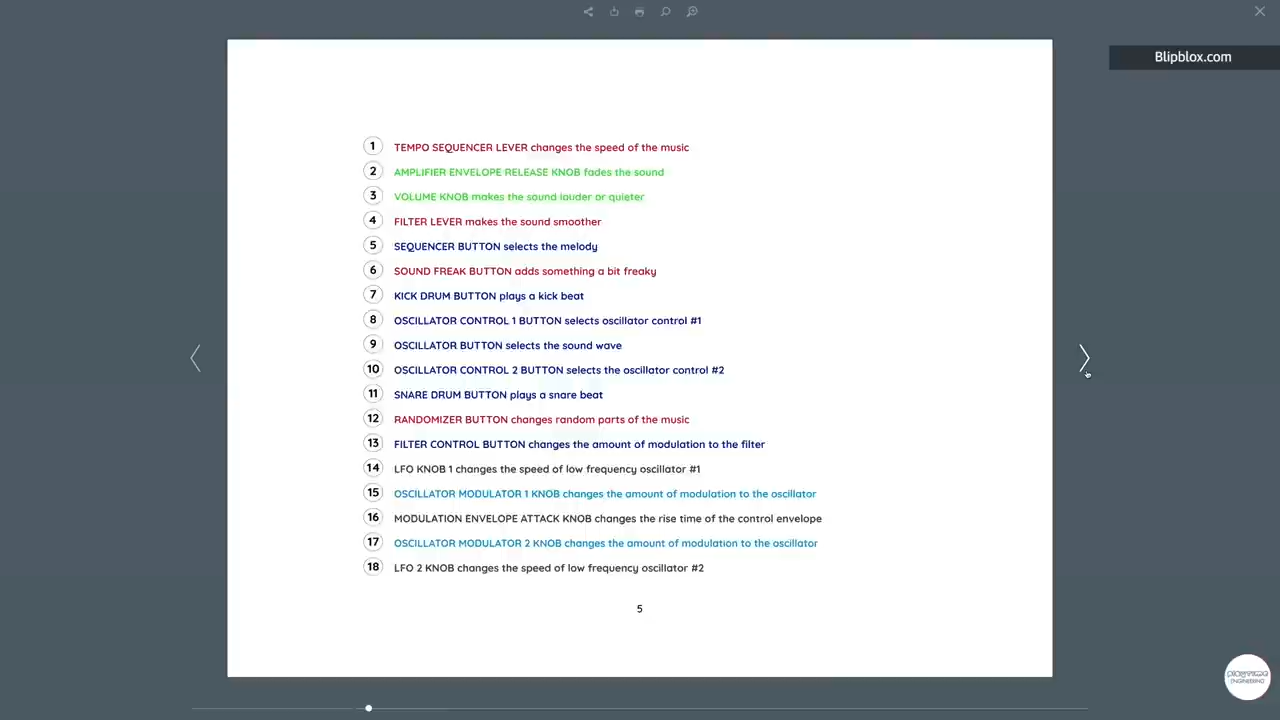 Blipblox.com
1 TEMPO SEQUENCER LEVER changes the speed of the music
2 AMPLIFIER ENVELOPE RELEASE KNOB fades the sound
3 VOLUME KNOB makes the sound louder or quieter
4 FILTER LEVER makes the sound smoother
5 SEQUENCER BUTTON selects the melody
6 SOUND FREAK BUTTON adds something a bit freaky
7 KICK DRUM BUTTON plays a kick beat
8 OSCILLATOR CONTROL 1 BUTTON selects oscillator control #1
9 OSCILLATOR BUTTON selects the sound wave
10 OSCILLATOR CONTROL 2 BUTTON selects the oscillator control #2
11 SNARE DRUM BUTTON plays a snare beat
12 RANDOMIZER BUTTON changes random parts of the music
13 FILTER CONTROL BUTTON changes the amount of modulation to the filter
14 LFO KNOB 1 changes the speed of low frequency oscillator #1
15 OSCILLATOR MODULATOR 1 KNOB changes the amount of modulation to the oscillator
16 MODULATION ENVELOPE ATTACK KNOB changes the rise time of the control envelope
17 OSCILLATOR MODULATOR 2 KNOB changes the amount of modulation to the oscillator
18 LFO 2 KNOB changes the speed of low frequency oscillator #2
5
playtime
ENGINEERING